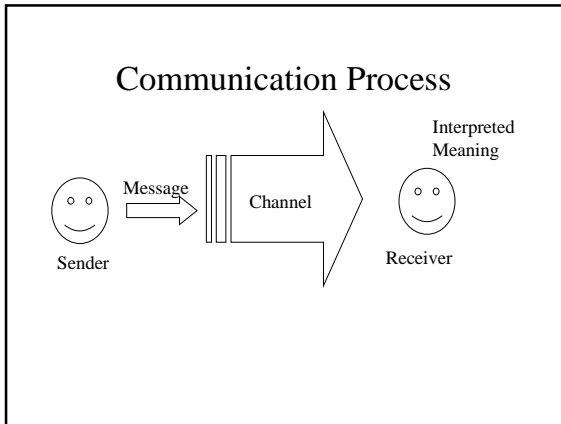 Communication Process
Interpreted
Meaning
Message
Channel
Sender
Receiver